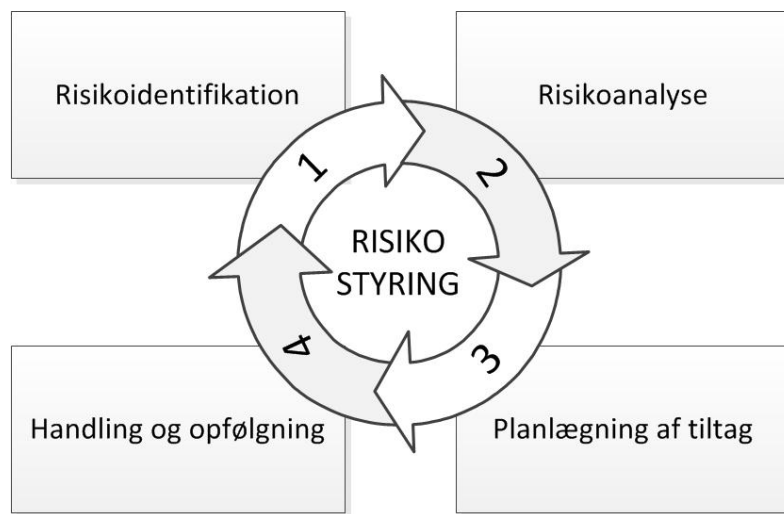 Risikoidentifikation
Risikoanalyse
1
2
RISIKO
STYRING
4
3
Handling og opfølgning
Planlægning af tiltag